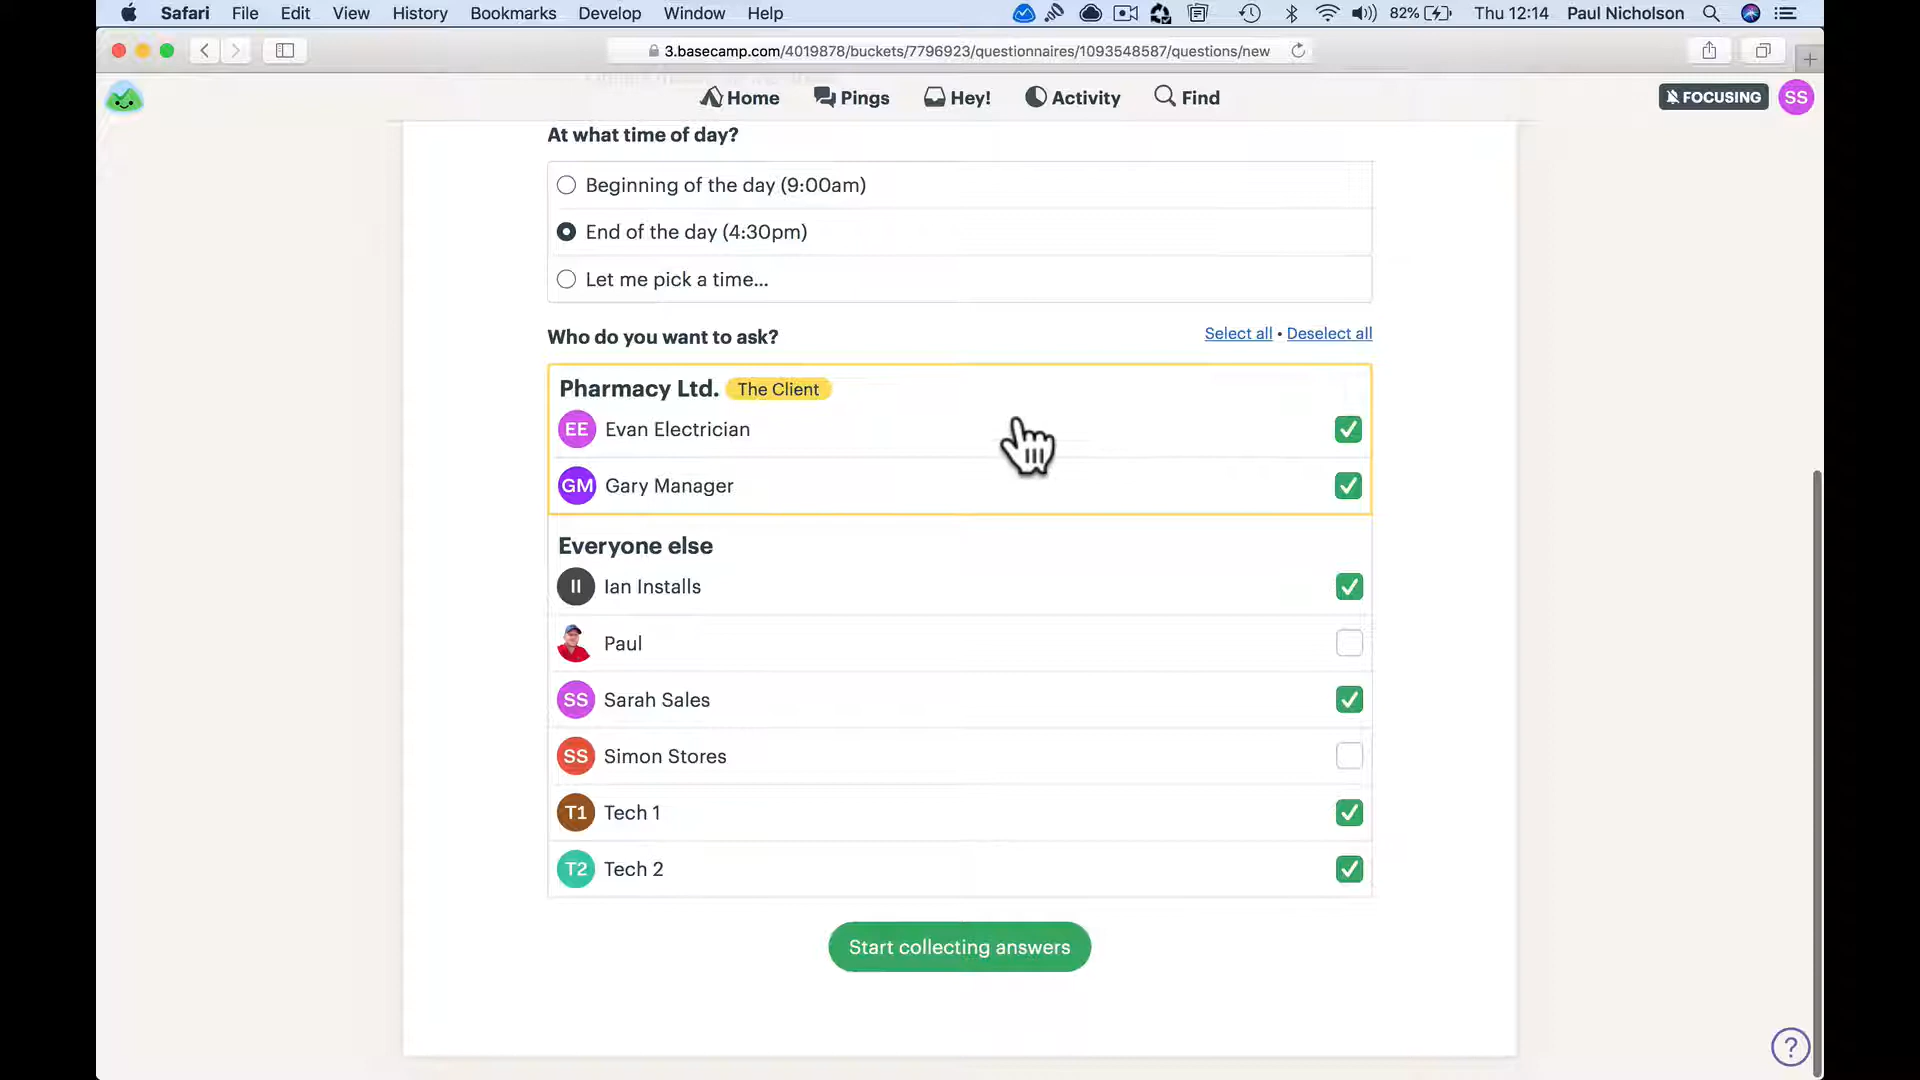 Safari File Edit View History Bookmarks Develop Window Help 82% Thu 12:14 Paul Nicholson
3.basecamp.com/4019878/buckets/7796923/questionnaires/1093548587/questions/new
Home Pings Hey! Activity Find FOCUSING SS
At what time of day?
Beginning of the day (9:00am)
End of the day (4:30pm)
Let me pick a time...
Who do you want to ask? Select all • Deselect all
Pharmacy Ltd. The Client
EE Evan Electrician
GM Gary Manager
Everyone else
II Ian Installs
Paul
SS Sarah Sales
SS Simon Stores
T1 Tech 1
T2 Tech 2
Start collecting answers
?